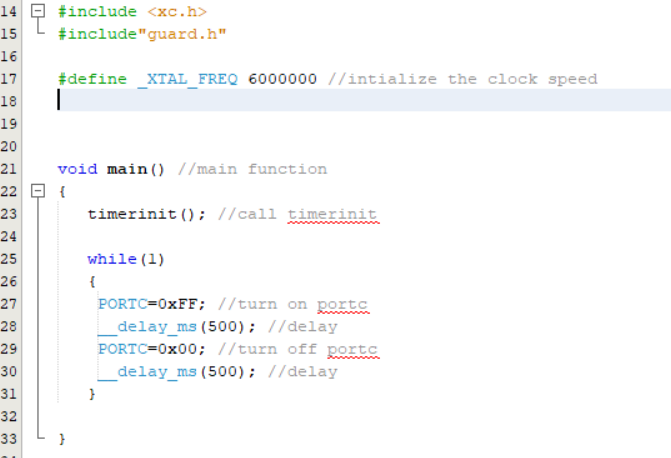 14 #include <xc.h>
15 #include"guard.h"
16
17 #define _XTAL_FREQ 6000000 //intialize the clock speed
18
19
20
21 void main() //main function
22 {
23 timerinit(); //call timerinit
24
25 while(1)
26 {
27 PORTC=0xFF; //turn on portc
28 __delay_ms(500); //delay
29 PORTC=0x00; //turn off portc
30 __delay_ms(500); //delay
31 }
32
33 }